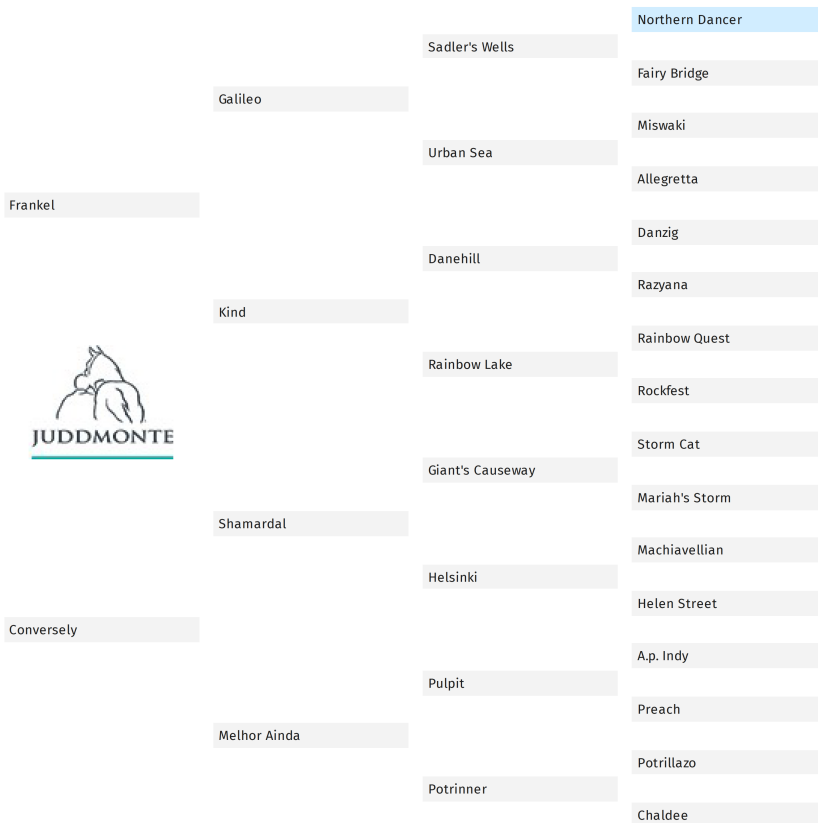 Northern Dancer
Sadler's Wells
Fairy Bridge
Galileo
Miswaki
Urban Sea
Allegretta
Frankel
Danzig
Danehill
Razyana
Kind
Rainbow Quest
Rainbow Lake
Rockfest
JUDDMONTE
Storm Cat
Giant's Causeway
Mariah's Storm
Shamardal
Machiavellian
Helsinki
Helen Street
Conversely
A.p. Indy
Pulpit
Preach
Melhor Ainda
Potrillazo
Potrinner
Chaldee